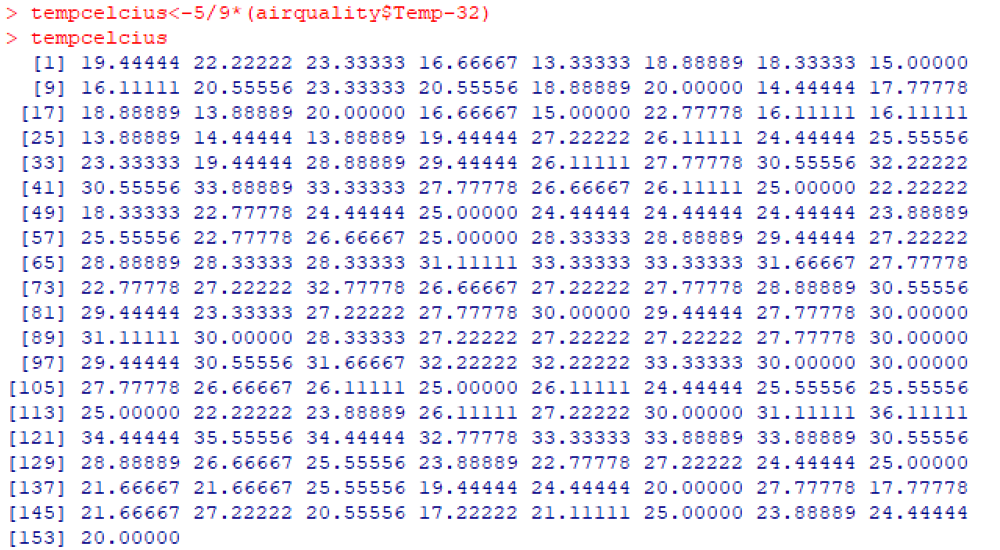 > tempcelcius<-5/9*(airquality$Temp-32)
> tempcelcius
[1] 19.44444 22.22222 23.33333 16.66667 13.33333 18.88889 18.33333 15.00000
[9] 16.11111 20.55556 23.33333 20.55556 18.88889 20.00000 14.44444 17.77778
[17] 18.88889 13.88889 20.00000 16.66667 15.00000 22.77778 16.11111 16.11111
[25] 13.88889 14.44444 13.88889 19.44444 27.22222 26.11111 24.44444 25.55556
[33] 23.33333 19.44444 28.88889 29.44444 26.11111 27.77778 30.55556 32.22222
[41] 30.55556 33.88889 33.33333 27.77778 26.66667 26.11111 25.00000 22.22222
[49] 18.33333 22.77778 24.44444 25.00000 24.44444 24.44444 24.44444 23.88889
[57] 25.55556 22.77778 26.66667 25.00000 28.33333 28.88889 29.44444 27.22222
[65] 28.88889 28.33333 28.33333 31.11111 33.33333 33.33333 31.66667 27.77778
[73] 22.77778 27.22222 32.77778 26.66667 27.22222 27.77778 28.88889 30.55556
[81] 29.44444 23.33333 27.22222 27.77778 30.00000 29.44444 27.77778 30.00000
[89] 31.11111 30.00000 28.33333 27.22222 27.22222 27.22222 27.77778 30.00000
[97] 29.44444 30.55556 31.66667 32.22222 32.22222 33.33333 30.00000 30.00000
[105] 27.77778 26.66667 26.11111 25.00000 26.11111 24.44444 25.55556 25.55556
[113] 25.00000 22.22222 23.88889 26.11111 27.22222 30.00000 31.11111 36.11111
[121] 34.44444 35.55556 34.44444 32.77778 33.33333 33.88889 33.88889 30.55556
[129] 28.88889 26.66667 25.55556 23.88889 22.77778 27.22222 24.44444 25.00000
[137] 21.66667 21.66667 25.55556 19.44444 24.44444 20.00000 27.77778 17.77778
[145] 21.66667 27.22222 20.55556 17.22222 21.11111 25.00000 23.88889 24.44444
[153] 20.00000